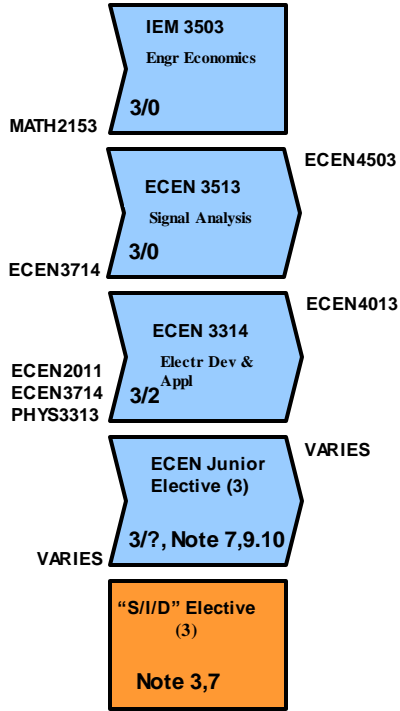 IEM 3503
Engr Economics
3/0
MATH2153
ECEN4503
ECEN 3513
Signal Analysis
3/0
ECEN3714
ECEN4013
ECEN 3314
Electr Dev &
Appl
3/2
ECEN2011
ECEN3714
PHYS3313
VARIES
ECEN Junior
Elective (3)
3/?, Note 7,9.10
VARIES
“S/I/D” Elective
(3)
Note 3,7